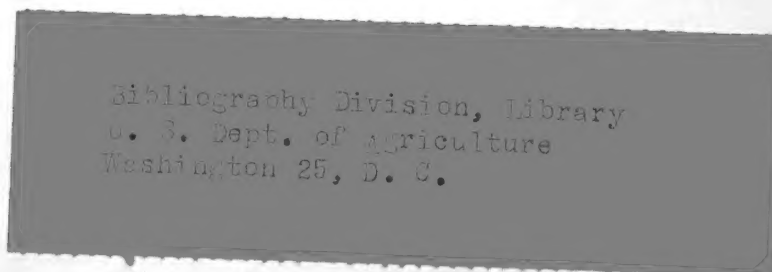 Bibliography Division, Library
U. S. Dept. of Agriculture
Washington 25, D. C.